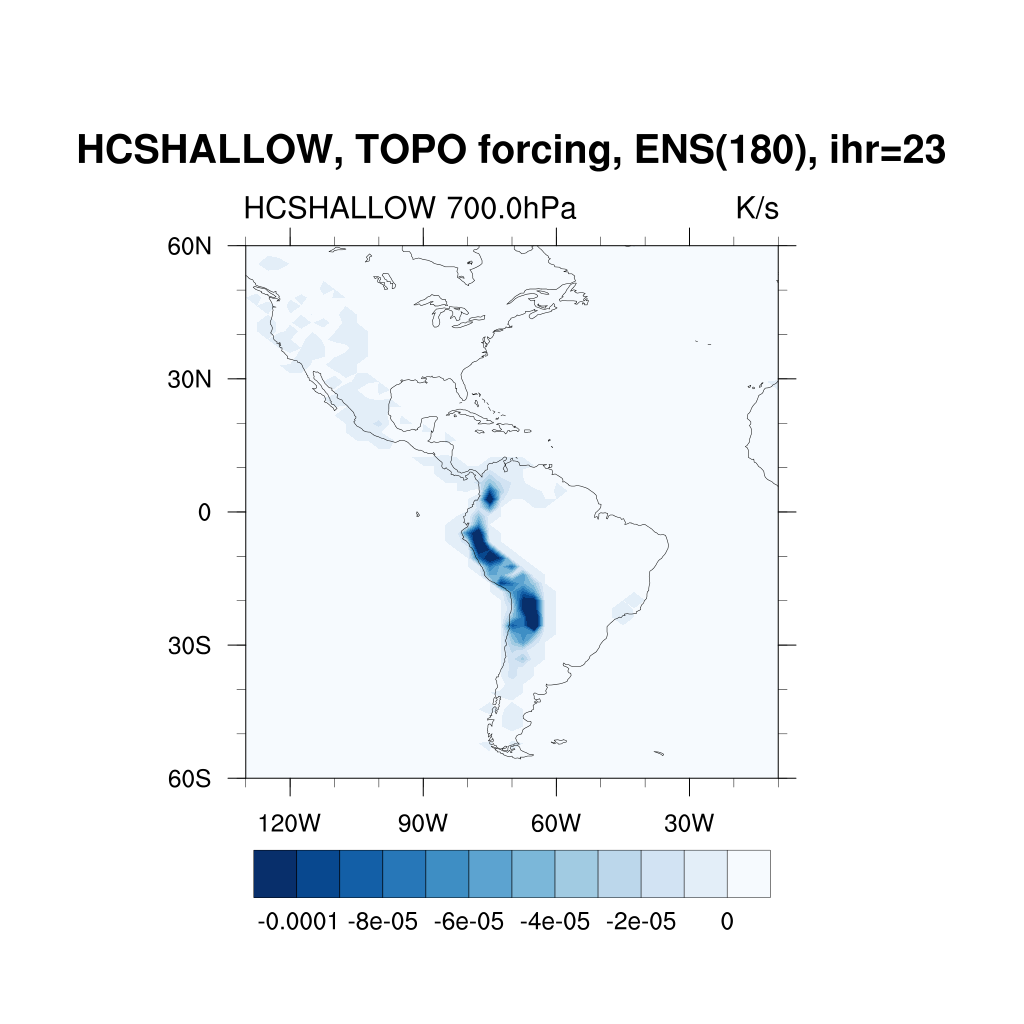 HCSHALLOW, TOPO forcing, ENS(180), ihr=23
HCSHALLOW 700.0hPa K/s
60N
30N
0
30S
60S
120W 90W 60W 30W
-0.0001 -8e-05 -6e-05 -4e-05 -2e-05 0